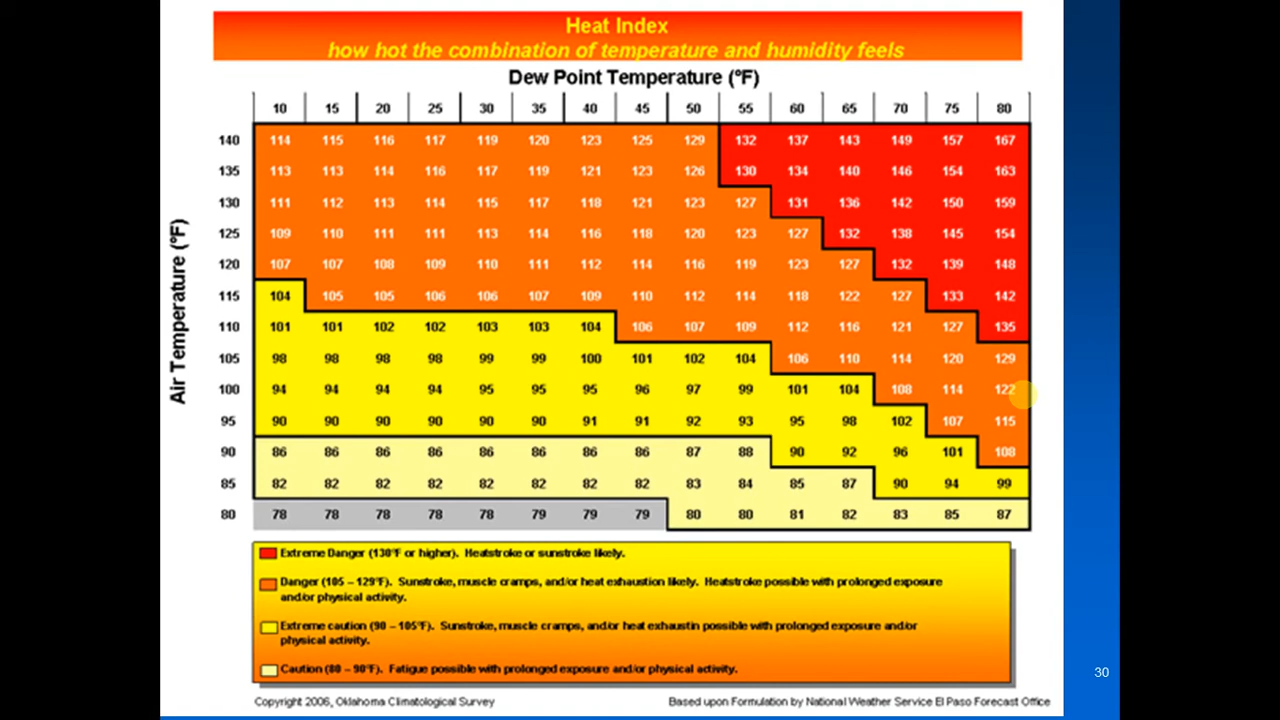 Heat Index
how hot the combination of temperature and humidity feels
Dew Point Temperature (°F)
10 15 20 25 30 35 40 45 50 55 60 65 70 75 80
Air Temperature (°F)
140 114 115 116 117 119 120 123 125 129 132 137 143 149 157 167
135 113 113 114 116 117 119 121 123 126 130 134 140 146 154 163
130 111 112 113 114 115 117 118 121 123 127 131 136 142 150 159
125 109 110 111 111 113 114 116 118 120 123 127 132 138 145 154
120 107 107 108 109 110 111 112 114 116 119 123 127 132 139 148
115 104 105 105 106 106 107 109 110 112 114 118 122 127 133 142
110 101 101 102 102 103 103 104 106 107 109 112 116 121 127 135
105 98 98 98 98 99 99 100 101 102 104 106 110 114 120 129
100 94 94 94 94 95 95 95 96 97 99 101 104 108 114 122
95 90 90 90 90 90 90 91 91 92 93 95 98 102 107 115
90 86 86 86 86 86 86 86 86 87 88 90 92 96 101 108
85 82 82 82 82 82 82 82 82 83 84 85 87 90 94 99
80 78 78 78 78 78 79 79 79 80 80 81 82 83 85 87
Extreme Danger (130°F or higher). Heatstroke or sunstroke likely.
Danger (105 – 129°F). Sunstroke, muscle cramps, and/or heat exhaustion likely. Heatstroke possible with prolonged exposure
and/or physical activity.
Extreme caution (90 – 105°F). Sunstroke, muscle cramps, and/or heat exhaustin possible with prolonged exposure and/or
physical activity.
Caution (80 – 90°F). Fatigue possible with prolonged exposure and/or physical activity.
Copyright 2006, Oklahoma Climatological Survey
Based upon Formulation by National Weather Service El Paso Forecast Office
30